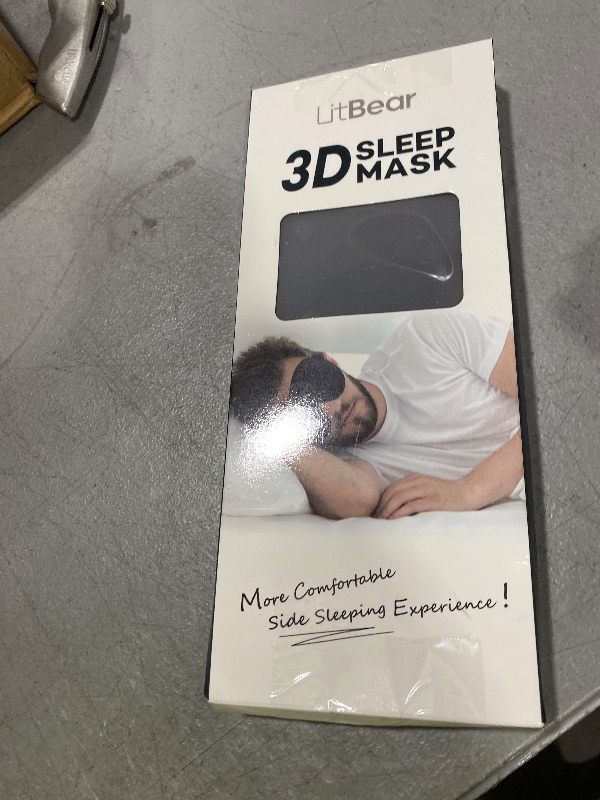 LitBear
3D SLEEP
MASK
More Comfortable
Side Sleeping Experience!